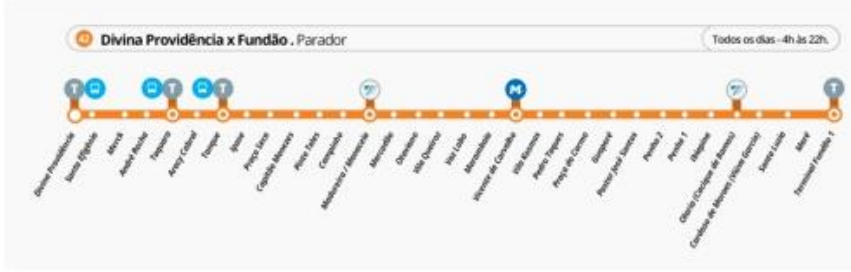 42 Divina Providência x Fundão . Parador
Todos os dias - 4h às 22h.
T
T
T
M
T
Divina Providência
Santa Efigênia
Merck
André Rocha
Taquara
Aracy Cabral
Tanque
Ipase
Praça Seca
Capitão Menezes
Pinto Teles
Campinho
Madureira / Manaceia
Mercadão
Otaviano
Vila Queiroz
Vaz Lobo
Marambaia
Vicente de Carvalho
Vila Kosmos
Pedro Taques
Praça do Carmo
Guaporé
Pastor José Santos
Penha 2
Penha 1
Ibiapina
Olaria (Cacique de Ramos)
Cardoso de Moraes (Viúva Garcia)
Santa Luzia
Maré
Terminal Fundão 1